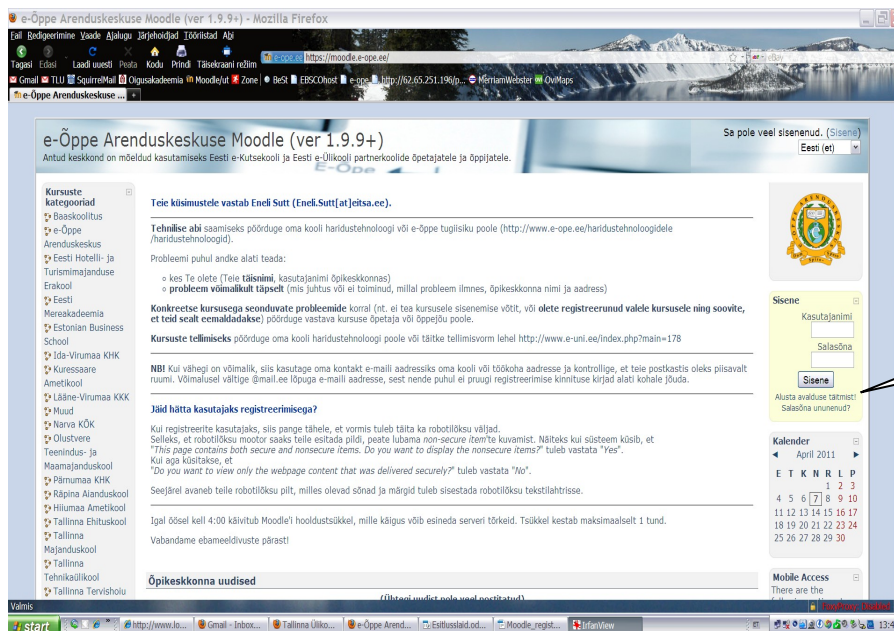 e-Õppe Arenduskeskuse Moodle (ver 1.9.9+) - Mozilla Firefox
Fail Redigeerimine Vaade Ajalugu Järjehoidjad Tööriistad Abi
Tagasi Edasi Laadi uuesti Peata Kodu Prindi Täisekraani režiim e-ope.ee https://moodle.e-ope.ee/ eBay
Gmail TLU SquirrelMail Oigusakadeemia Moodle/ut Zone BeSt EBSCOhost e-ope http://62.65.251.196/p... MerriamWebster OviMaps
e-Õppe Arenduskeskuse ...
e-Õppe Arenduskeskuse Moodle (ver 1.9.9+)
Antud keskkond on mõeldud kasutamiseks Eesti e-Kutsekooli ja Eesti e-Ülikooli partnerkoolide õpetajatele ja õppijatele.
Sa pole veel sisenenud. (Sisene)
Eesti (et)
Kursuste
kategooriad
Baaskoolitus
e-Õppe
Arenduskeskus
Eesti Hotelli- ja
Turismimajanduse
Erakool
Eesti
Mereakadeemia
Estonian Business
School
Ida-Virumaa KHK
Kuressaare
Ametikool
Lääne-Virumaa KKK
Muud
Narva KÕK
Olustvere
Teenindus- ja
Maamajanduskool
Pärnumaa KHK
Räpina Aianduskool
Hiiumaa Ametikool
Tallinna Ehituskool
Tallinna
Majanduskool
Tallinna
Tehnikaülikool
Tallinna Tervishoiu
Teie küsimustele vastab Eneli Sutt (Eneli.Sutt[at]eitsa.ee).
Tehnilise abi saamiseks pöörduge oma kooli haridustehnoloogi või e-õppe tugiisiku poole (http://www.e-ope.ee/haridustehnoloogidele
/haridustehnoloogid).
Probleemi puhul andke alati teada:
kes Te olete (Teie täisnimi, kasutajanimi õpikeskkonnas)
probleem võimalikult täpselt (mis juhtus või ei toiminud, millal probleem ilmnes, õpikeskkonna nimi ja aadress)
Konkreetse kursusega seonduvate probleemide korral (nt. ei tea kursusele sisenemise võtit, või olete registreerunud valele kursusele ning soovite,
et teid sealt eemaldadakse) pöörduge vastava kursuse õpetaja või õppejõu poole.
Kursuste tellimiseks pöörduge oma kooli haridustehnoloogi poole või täitke tellimisvorm lehel http://www.e-uni.ee/index.php?main=178
NB! Kui vähegi on võimalik, siis kasutage oma kontakt e-maili aadressiks oma kooli või töökoha aadresse ja kontrollige, et teie postkastis oleks piisavalt
ruumi. Võimalusel vältige @mail.ee lõpuga e-maili aadresse, sest nende puhul ei pruugi registreerimise kinnituse kirjad alati kohale jõuda.
Jäid hätta kasutajaks registreerimisega?
Kui registreerite kasutajaks, siis pange tähele, et vormis tuleb täita ka robotilõksu väljad.
Selleks, et robotilõksu mootor saaks teile esitada pildi, peate lubama non-secure item'te kuvamist. Näiteks kui süsteem küsib, et
"This page contains both secure and nonsecure items. Do you want to display the nonsecure items?" tuleb vastata "Yes".
Kui aga küsitakse, et
"Do you want to view only the webpage content that was delivered securely?" tuleb vastata "No".
Seejärel avaneb teile robotilõksu pilt, milles olevad sõnad ja märgid tuleb sisestada robotilõksu tekstilahtrisse.
Igal öösel kell 4:00 käivitub Moodle'i hooldustsükkel, mille käigus võib esineda serveri tõrkeid. Tsükkel kestab maksimaalselt 1 tund.
Vabandame ebameeldivuste pärast!
Õpikeskkonna uudised
(Ühtegi uudist pole veel postitatud)
Sisene
Kasutajanimi
Salasõna
Sisene
Alusta avalduse täitmist!
Salasõna ununenud?
Kalender
◄ April 2011 ►
E T K N R L P
1 2 3
4 5 6 7 8 9 10
11 12 13 14 15 16 17
18 19 20 21 22 23 24
25 26 27 28 29 30
Mobile Access
There are the
Valmis
start http://www.lo... Gmail - Inbox... Tallinna Üliko... e-Õppe Arend... Esitlusslaid.od... Moodle_regist... IrfanView